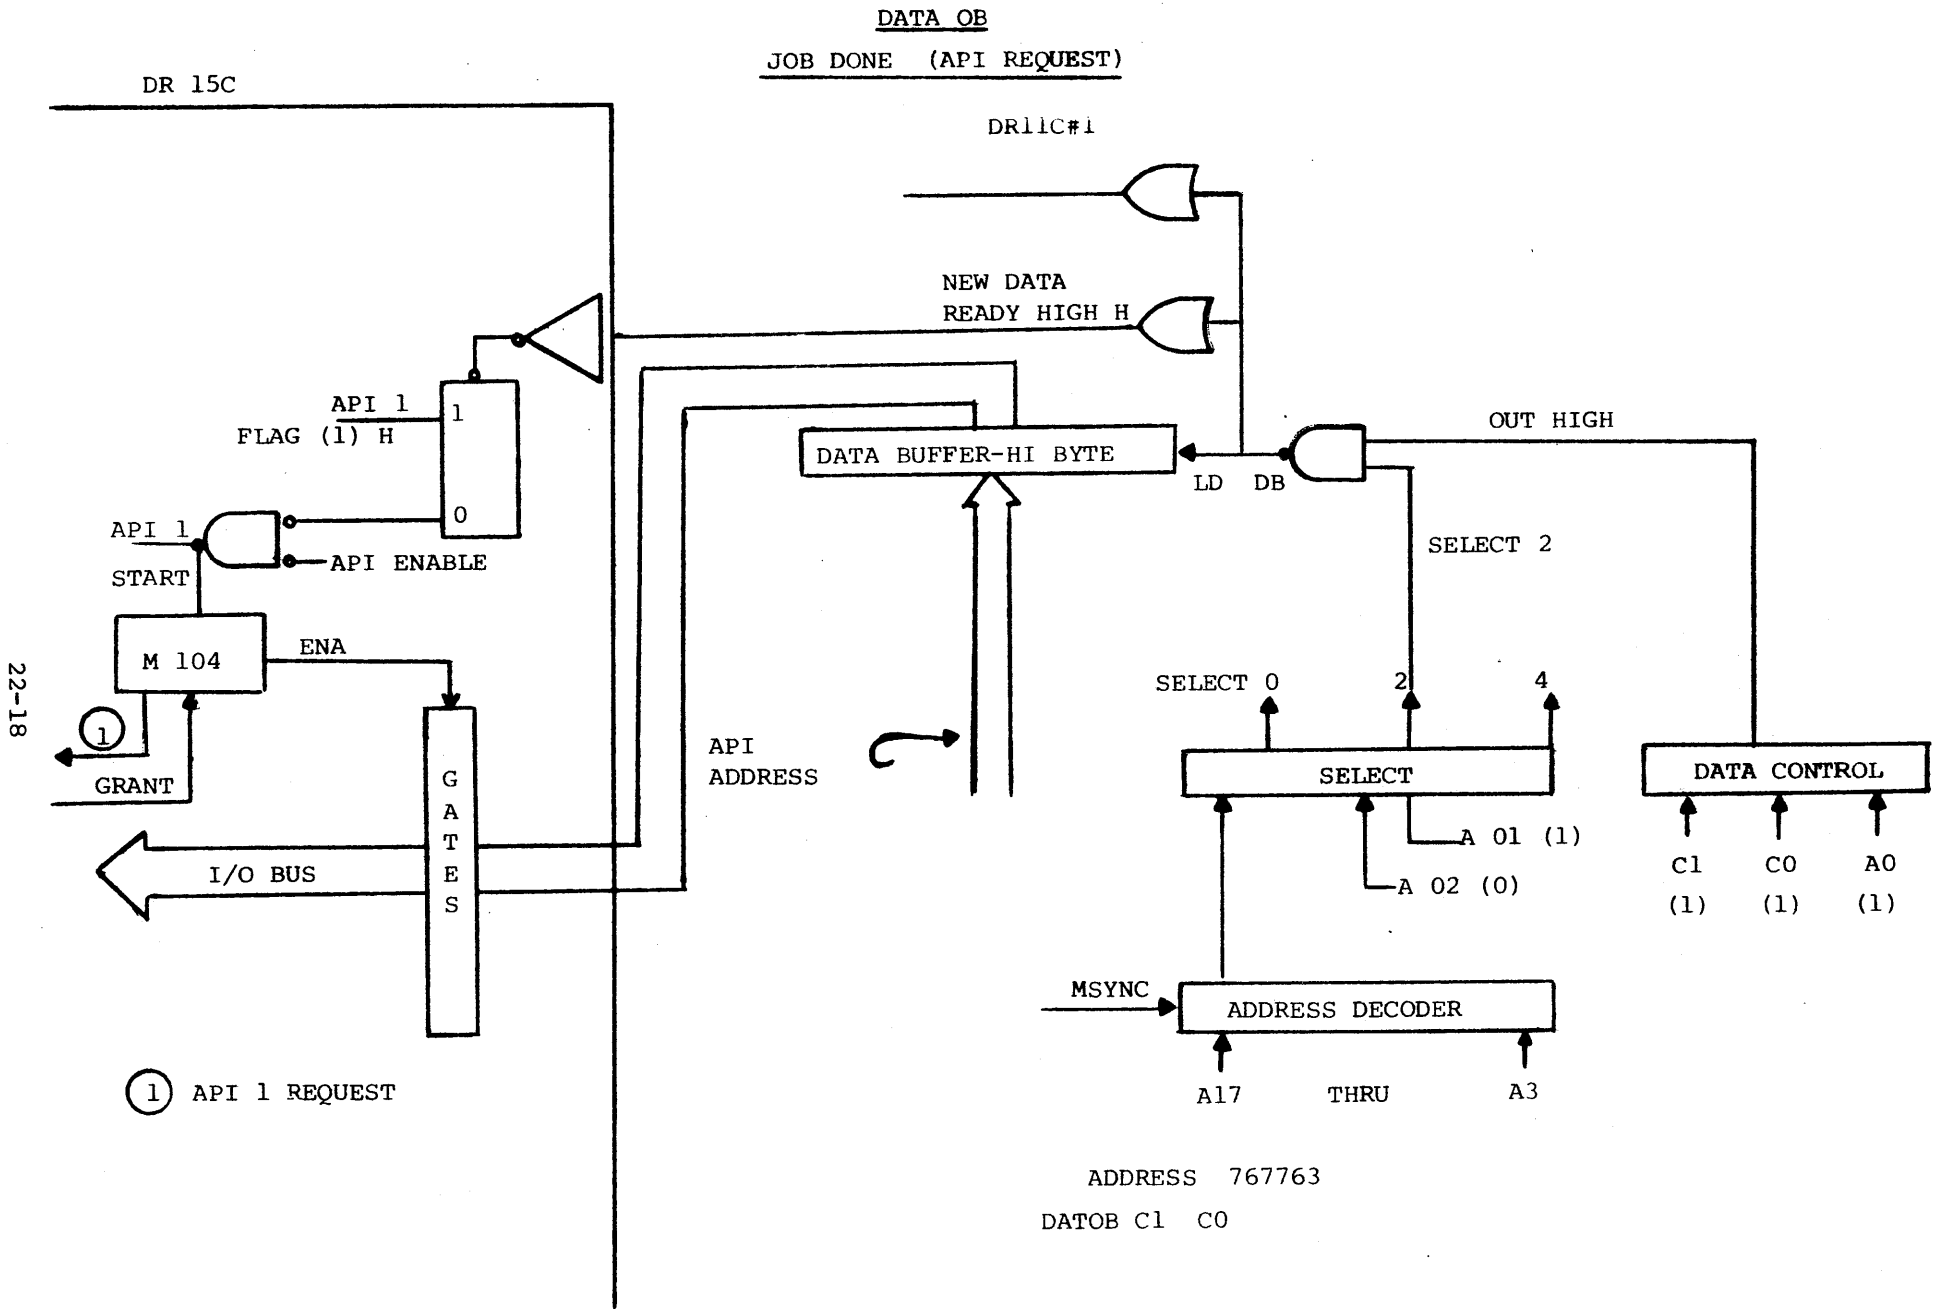 DATA OB
JOB DONE (API REQUEST)
DR 15C
DR11C#1
NEW DATA
READY HIGH H
API 1
FLAG (1) H
1
0
DATA BUFFER-HI BYTE
LD DB
OUT HIGH
SELECT 2
API 1
START
API ENABLE
M 104
ENA
1
GRANT
GATES
I/O BUS
API
ADDRESS
SELECT 0
2
4
SELECT
DATA CONTROL
A 01 (1)
A 02 (0)
C1
(1)
C0
(1)
A0
(1)
MSYNC
ADDRESS DECODER
A17 THRU A3
1 API 1 REQUEST
ADDRESS 767763
DATOB C1 C0
22-18